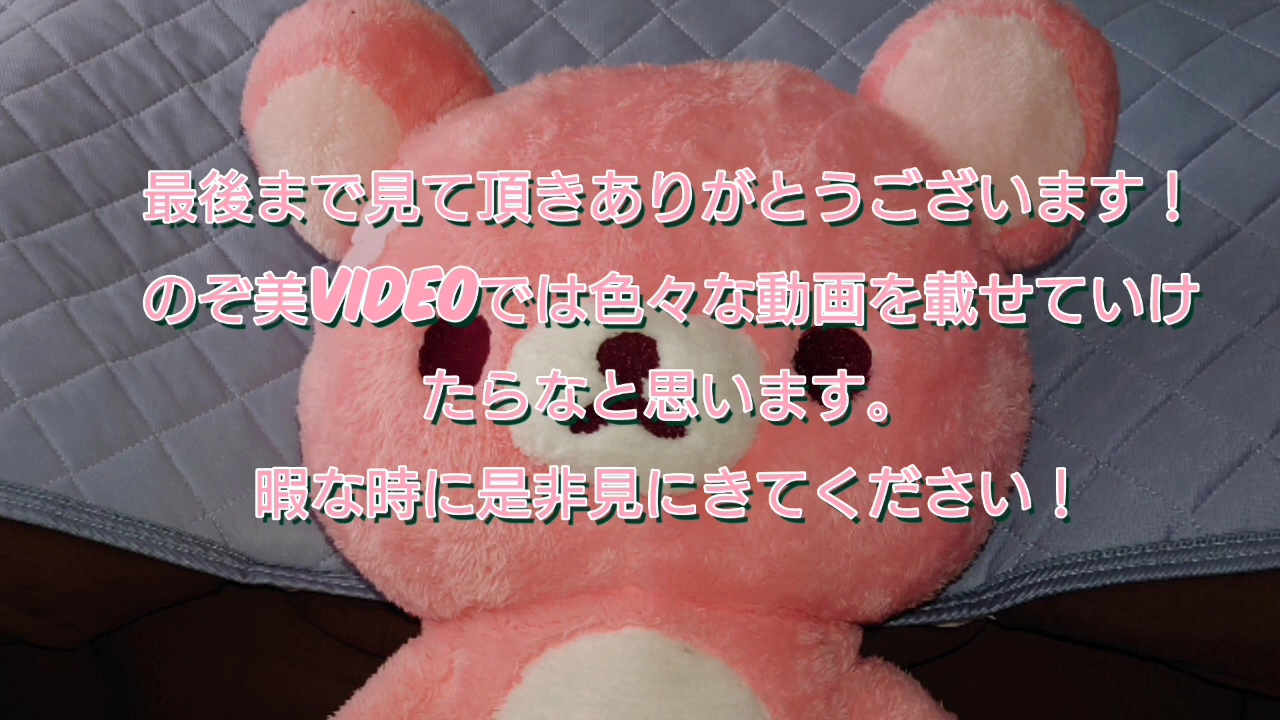 最後まで見て頂きありがとうございます！
のぞ美VIDEOでは色々な動画を載せていけ
たらなと思います。
暇な時に是非見にきてください！